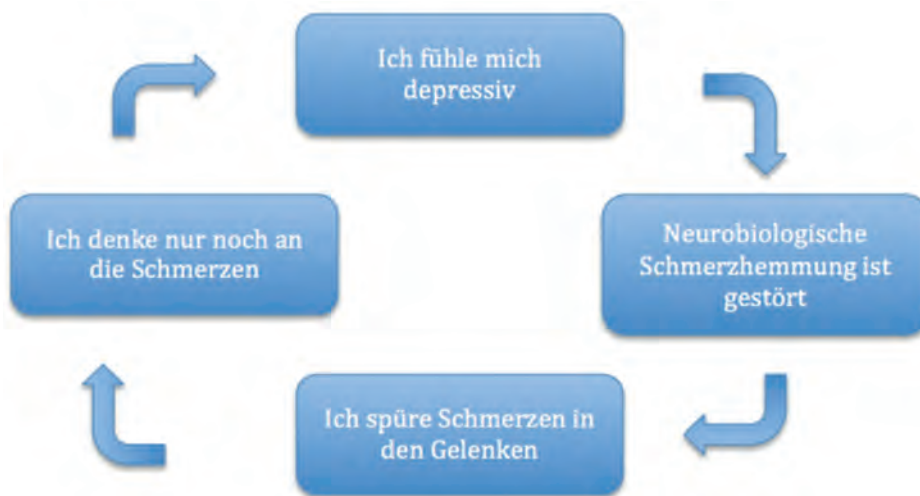 Ich fühle mich
depressiv
Neurobiologische
Schmerzhemmung ist
gestört
Ich spüre Schmerzen in
den Gelenken
Ich denke nur noch an
die Schmerzen